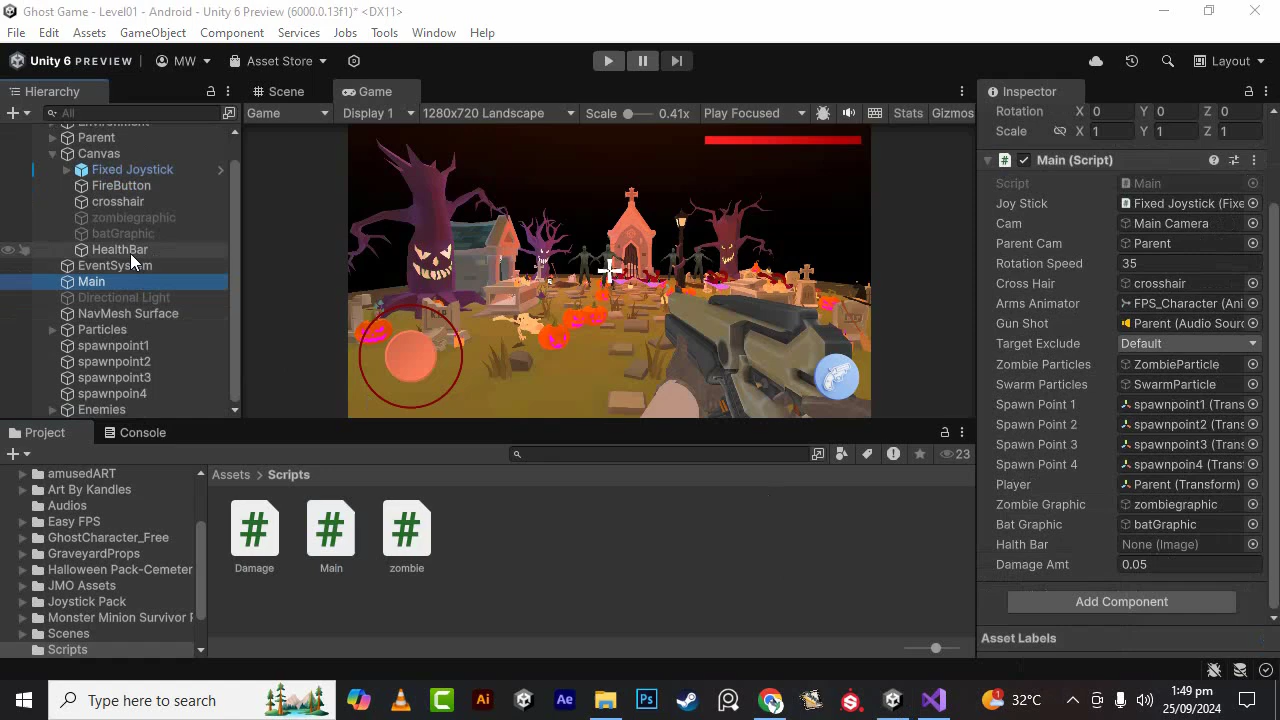 Ghost Game - Level01 - Android - Unity 6 Preview (6000.0.13f1)* <DX11>
File Edit Assets GameObject Component Services Jobs Tools Window Help
Unity 6 PREVIEW MW Asset Store Layout
Hierarchy Scene Game Inspector
All Game Display 1 1280x720 Landscape Scale 0.41x Play Focused Stats Gizmos
Rotation X 0 Y 0 Z 0
Scale X 1 Y 1 Z 1
Environment
Parent
Canvas
Fixed Joystick
FireButton
crosshair
zombiegraphic
batGraphic
HealthBar
EventSystem
Main
Directional Light
NavMesh Surface
Particles
spawnpoint1
spawnpoint2
spawnpoint3
spawnpoin4
Enemies
Main (Script)
Script Main
Joy Stick Fixed Joystick (Fixe
Cam Main Camera
Parent Cam Parent
Rotation Speed 35
Cross Hair crosshair
Arms Animator FPS_Character (Ani
Gun Shot Parent (Audio Sourc
Target Exclude Default
Zombie Particles ZombieParticle
Swarm Particles SwarmParticle
Spawn Point 1 spawnpoint1 (Trans
Spawn Point 2 spawnpoint2 (Trans
Spawn Point 3 spawnpoint3 (Trans
Spawn Point 4 spawnpoin4 (Transf
Player Parent (Transform)
Zombie Graphic zombiegraphic
Bat Graphic batGraphic
Halth Bar None (Image)
Damage Amt 0.05
Add Component
Asset Labels
Project Console
23
amusedART
Art By Kandles
Audios
Easy FPS
GhostCharacter_Free
GraveyardProps
Halloween Pack-Cemeter
JMO Assets
Joystick Pack
Monster Minion Survivor P
Scenes
Scripts
Assets > Scripts
Damage Main zombie
Type here to search
32°C
1:49 pm
25/09/2024